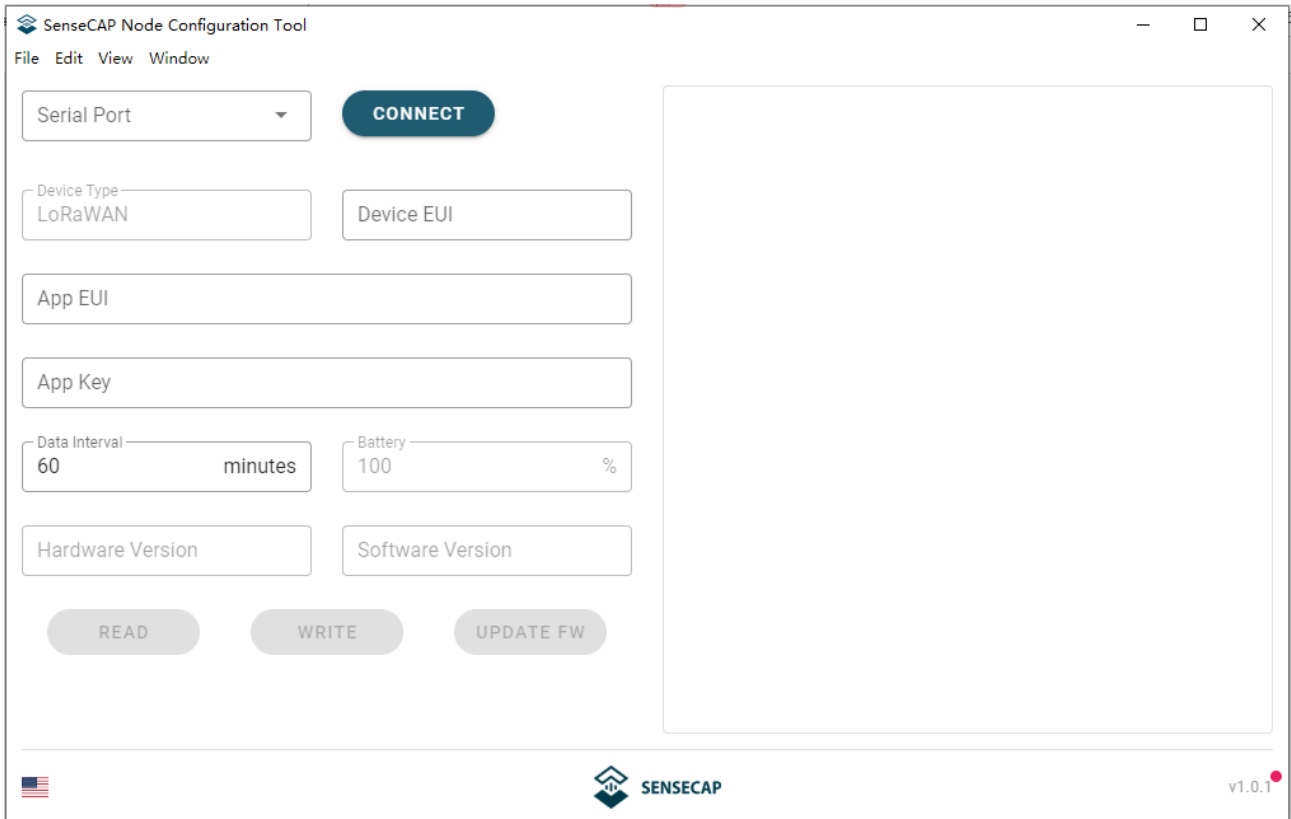 SenseCAP Node Configuration Tool
File Edit View Window
Serial Port CONNECT
Device Type
LoRaWAN Device EUI
App EUI
App Key
Data Interval Battery
60 minutes 100 %
Hardware Version Software Version
READ WRITE UPDATE FW
SENSECAP v1.0.1